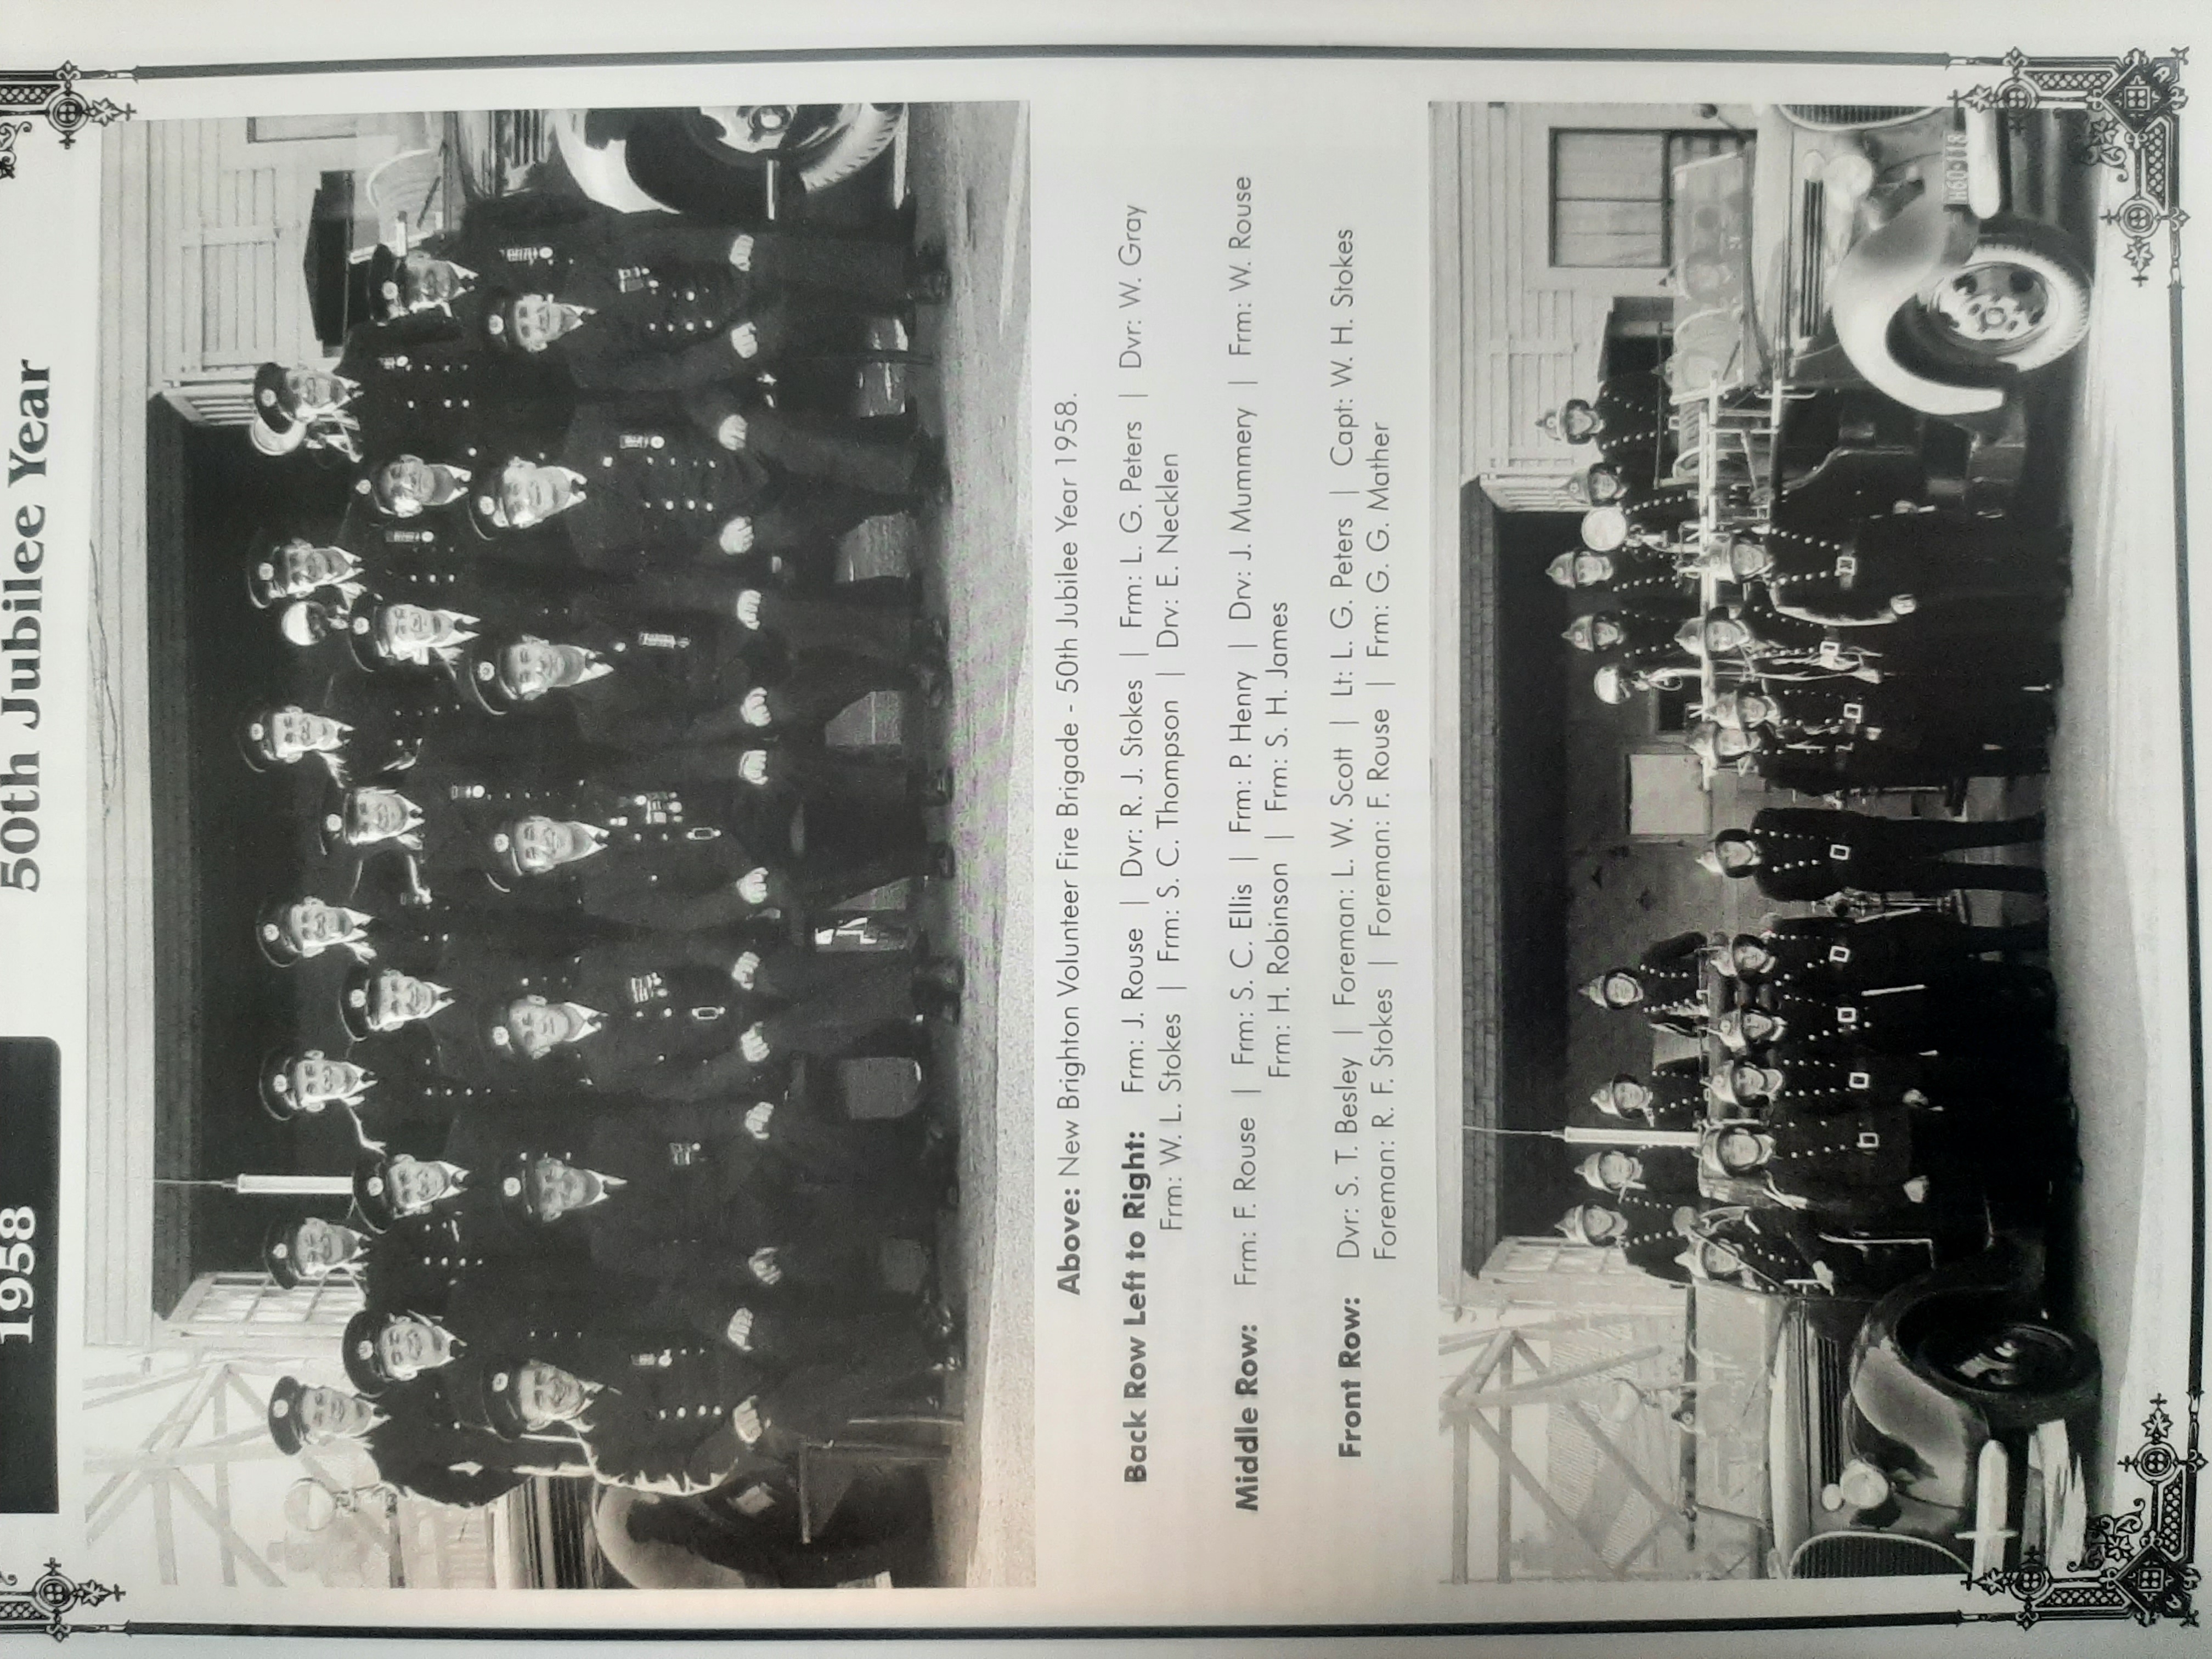 1958
50th Jubilee Year
Above: New Brighton Volunteer Fire Brigade - 50th Jubilee Year 1958.
Back Row Left to Right: Frm: J. Rouse | Dvr: R. J. Stokes | Frm: L. G. Peters | Dvr: W. Gray
Frm: W. L. Stokes | Frm: S. C. Thompson | Drv: E. Necklen
Middle Row: Frm: F. Rouse | Frm: S. C. Ellis | Frm: P. Henry | Drv: J. Mummery | Frm: W. Rouse
Frm: H. Robinson | Frm: S. H. James
Front Row: Dvr: S. T. Besley | Foreman: L. W. Scott | Lt: L. G. Peters | Capt: W. H. Stokes
Foreman: R. F. Stokes | Foreman: F. Rouse | Frm: G. G. Mather
H60·118